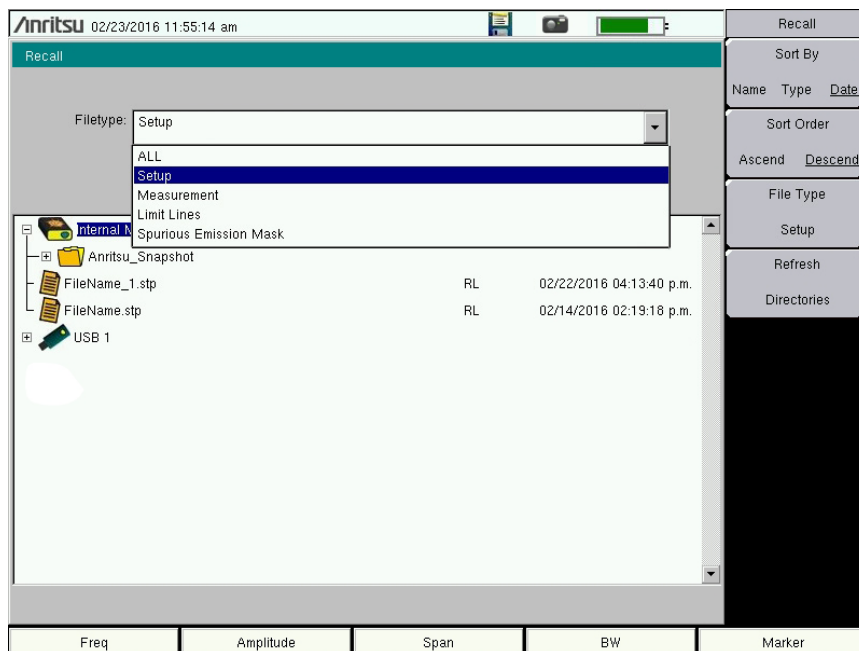 Anritsu 02/23/2016 11:55:14 am
Recall
Filetype: Setup
ALL
Setup
Measurement
Limit Lines
Spurious Emission Mask
Internal
Anritsu_Snapshot
FileName_1.stp RL 02/22/2016 04:13:40 p.m.
FileName.stp RL 02/14/2016 02:19:18 p.m.
USB 1
Recall
Sort By
Name Type Date
Sort Order
Ascend Descend
File Type
Setup
Refresh
Directories
Freq Amplitude Span BW Marker